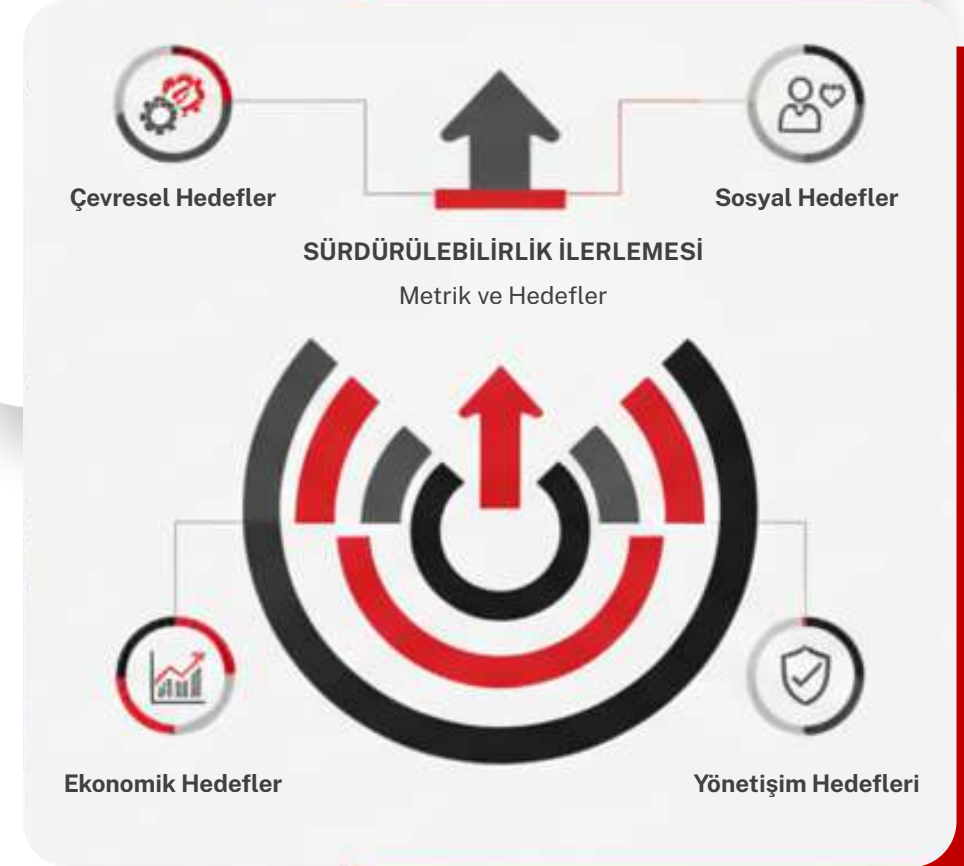 Çevresel Hedefler
Sosyal Hedefler
SÜRDÜRÜLEBİLİRLİK İLERLEMESİ
Metrik ve Hedefler
Ekonomik Hedefler
Yönetişim Hedefleri